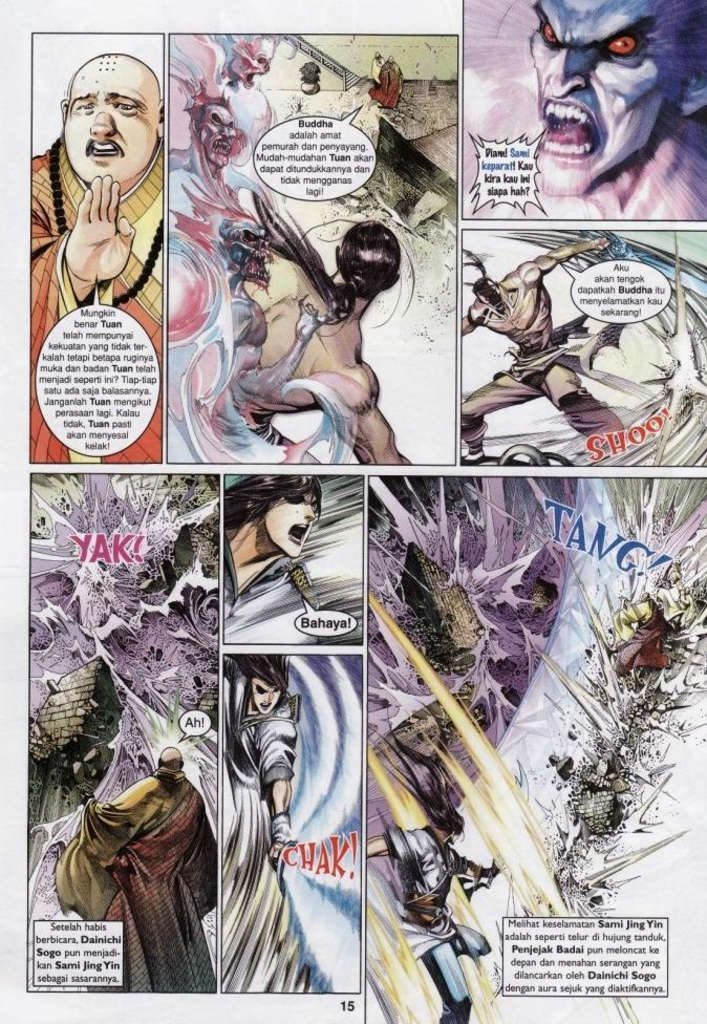 Mungkin
benar Tuan
telah mempunyai
kekuatan yang tidak ter-
kalah tetapi betapa ruginya
muka dan badan Tuan telah
menjadi seperti ini? Tiap-tiap
satu ada saja balasannya.
Janganlah Tuan mengikut
perasaan lagi. Kalau
tidak, Tuan pasti
akan menyesal
kelak!
Buddha
adalah amat
pemurah dan penyayang.
Mudah-mudahan Tuan akan
dapat ditundukkannya dan
tidak mengganas
lagi!
Diam! Sami
keparat! Kau
kira kau ini
siapa hah?
Aku
akan tengok
dapatkah Buddha itu
menyelamatkan kau
sekarang!
SHOO!
YAK!
Ah!
Setelah habis
berbicara, Dainichi
Sogo pun menjadi-
kan Sami Jing Yin
sebagai sasarannya.
Bahaya!
CHAK!
TANG!
Melihat keselamatan Sami Jing Yin
adalah seperti telur di hujung tanduk,
Penjejak Badai pun meloncat ke
depan dan menahan serangan yang
dilancarkan oleh Dainichi Sogo
dengan aura sejuk yang diaktifkannya.
15